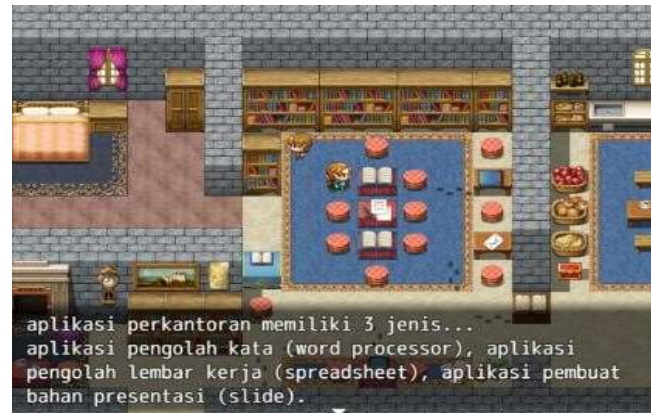 aplikasi perkantoran memiliki 3 jenis...
aplikasi pengolah kata (word processor), aplikasi
pengolah lembar kerja (spreadsheet), aplikasi pembuat
bahan presentasi (slide).